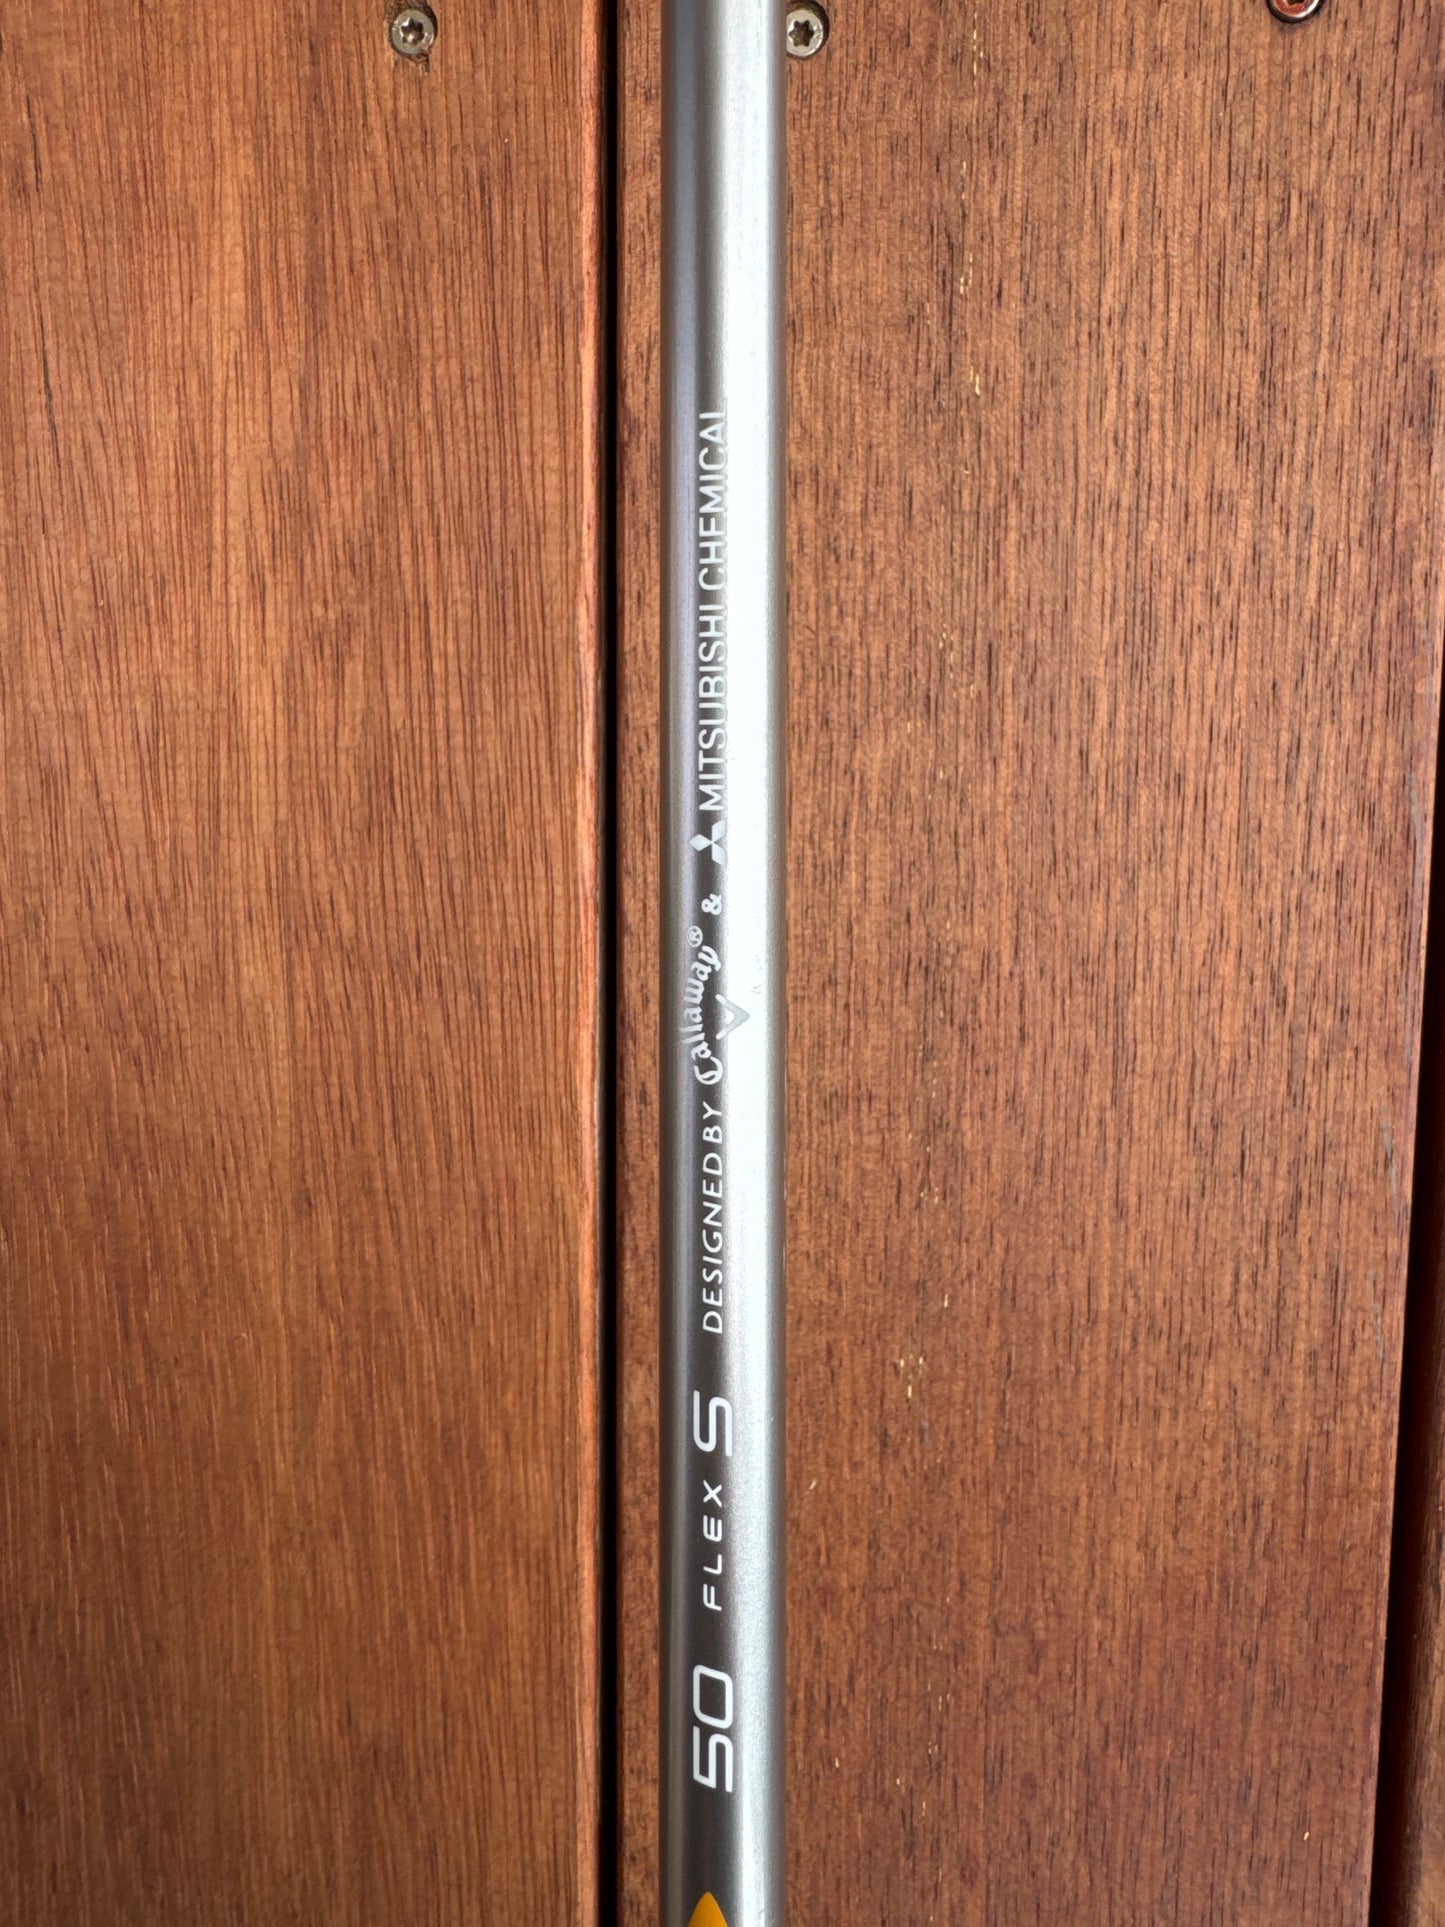 50 FLEX S DESIGNED BY Callaway® & MITSUBISHI CHEMICAL